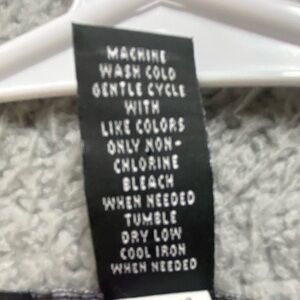 MACHINE
WASH COLD
GENTLE CYCLE
WITH
LIKE COLORS
ONLY NON-
CHLORINE
BLEACH
WHEN NEEDED
TUMBLE
DRY LOW
COOL IRON
WHEN NEEDED